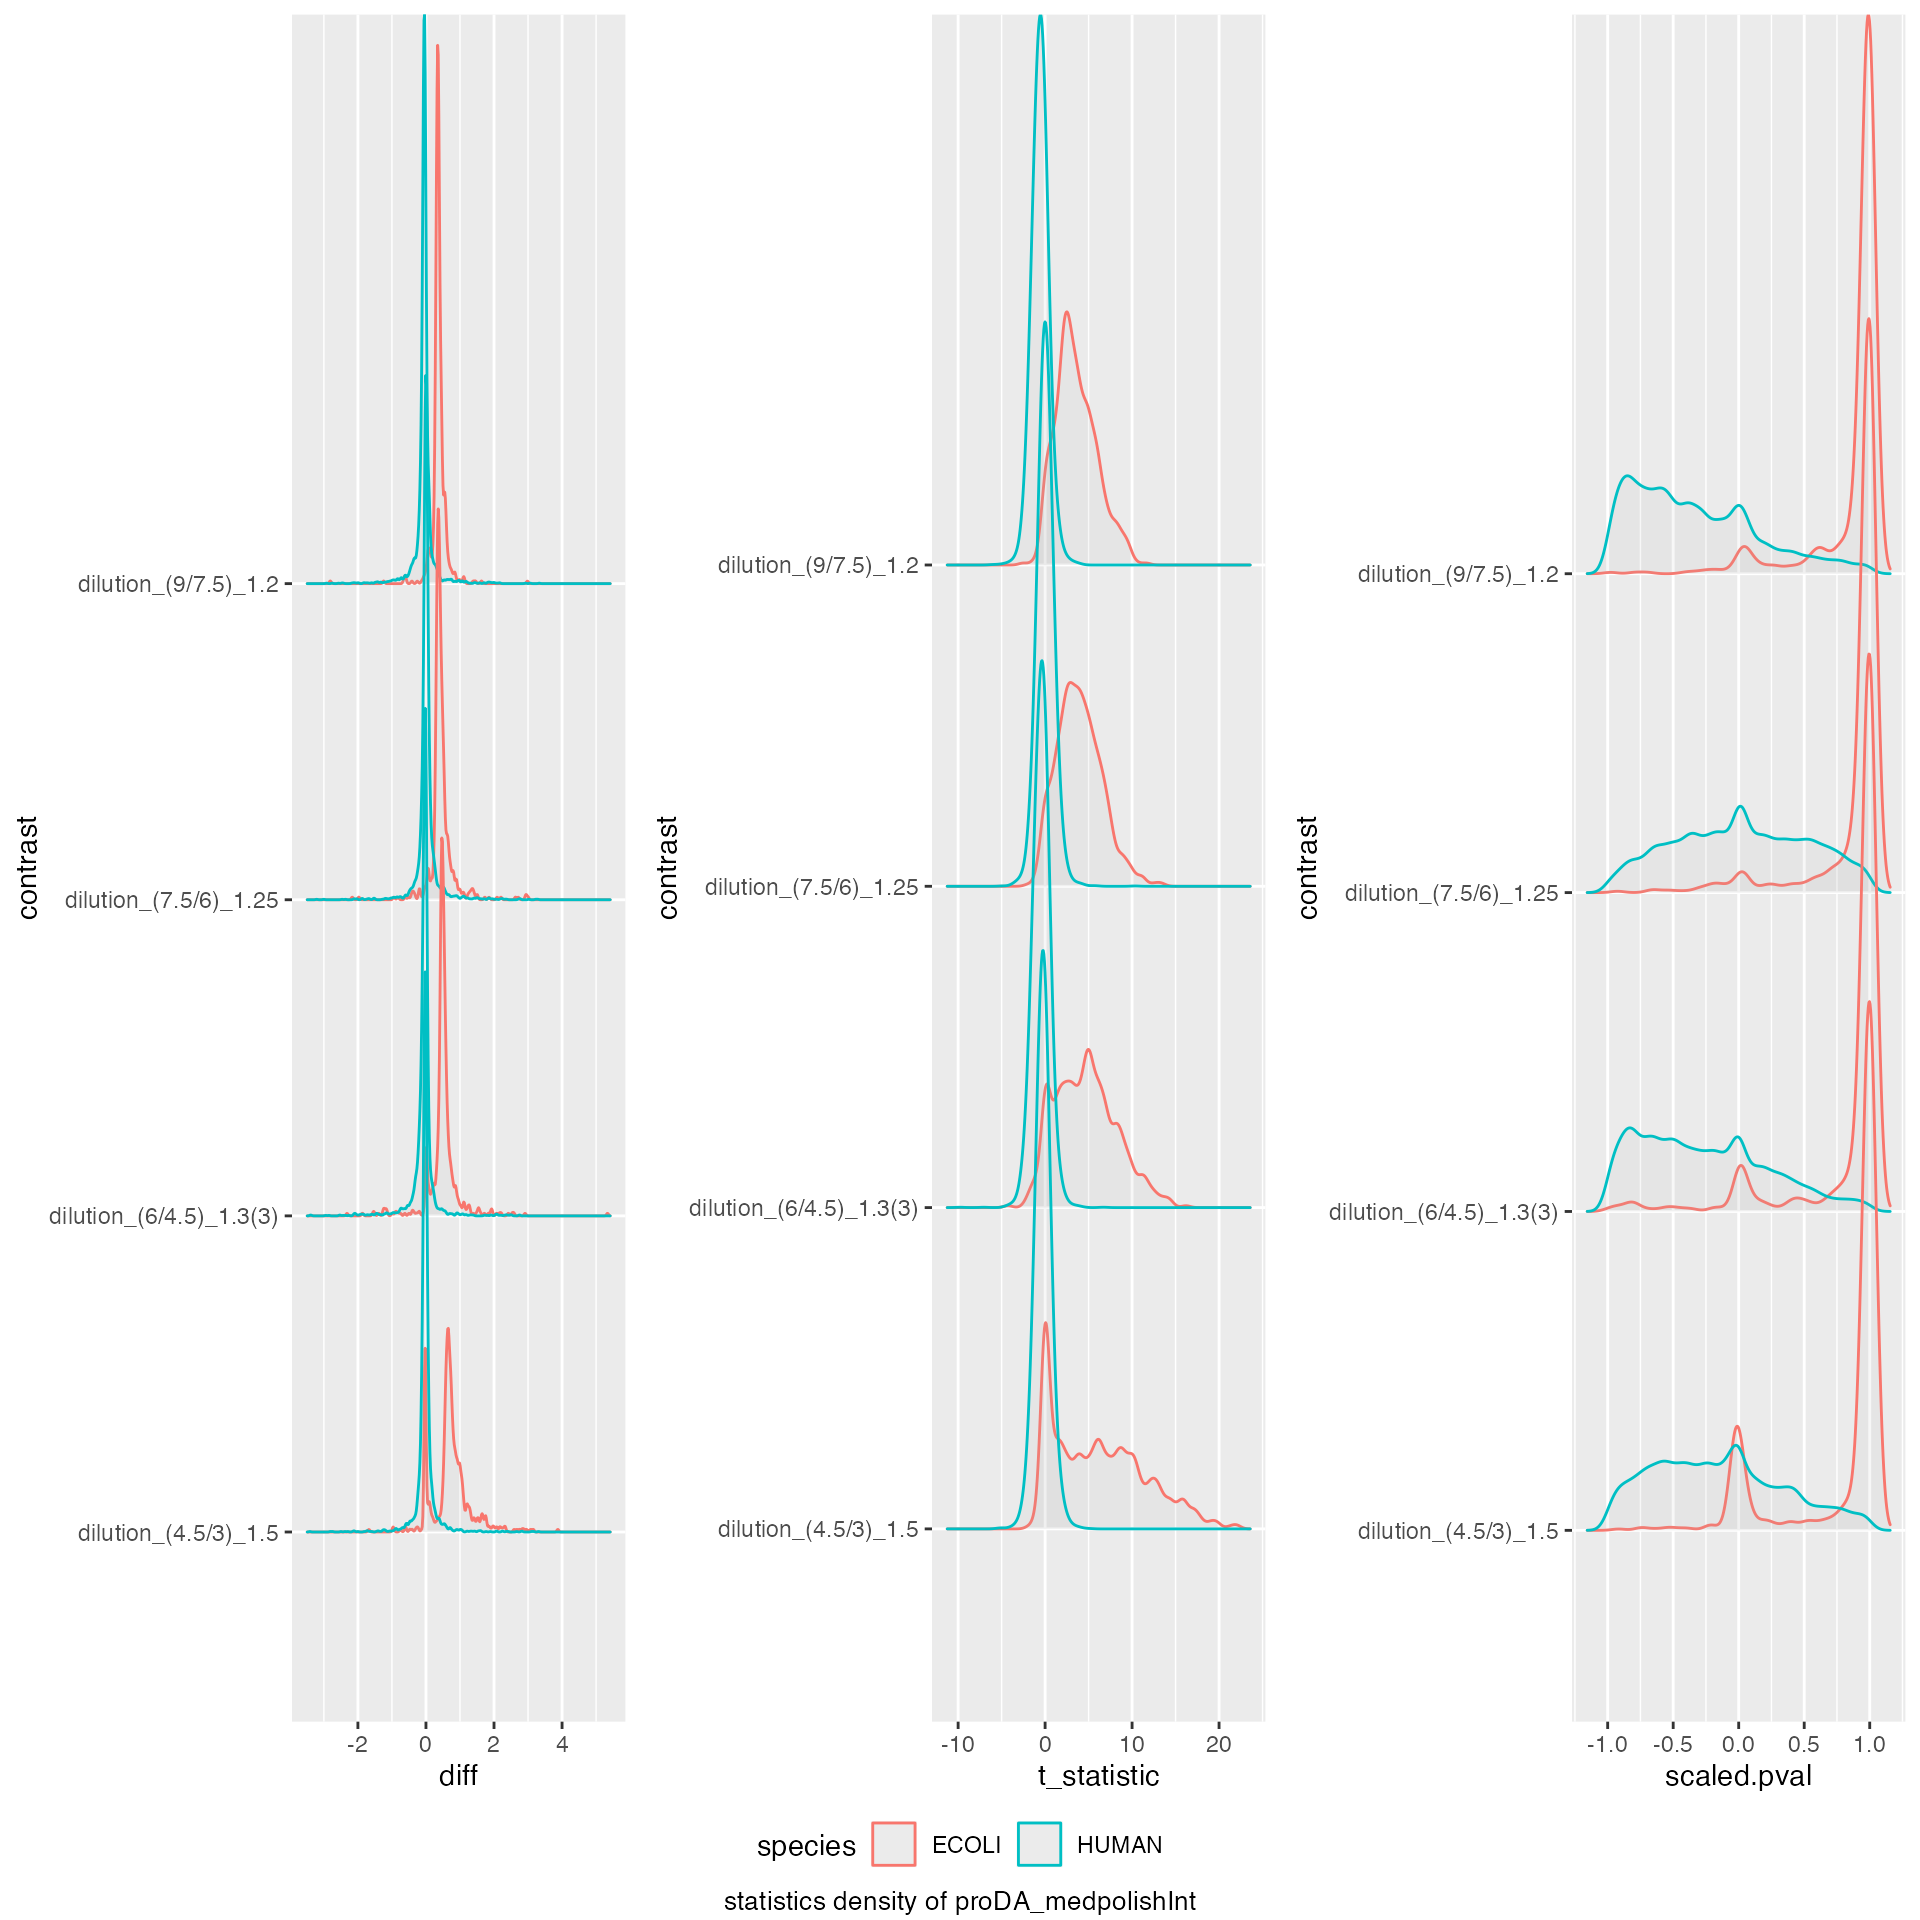 contrast
dilution_(9/7.5)_1.2
dilution_(7.5/6)_1.25
dilution_(6/4.5)_1.3(3)
dilution_(4.5/3)_1.5
-2 0 2 4
diff
contrast
dilution_(9/7.5)_1.2
dilution_(7.5/6)_1.25
dilution_(6/4.5)_1.3(3)
dilution_(4.5/3)_1.5
-10 0 10 20
t_statistic
contrast
dilution_(9/7.5)_1.2
dilution_(7.5/6)_1.25
dilution_(6/4.5)_1.3(3)
dilution_(4.5/3)_1.5
-1.0 -0.5 0.0 0.5 1.0
scaled.pval
species ECOLI HUMAN
statistics density of proDA_medpolishInt